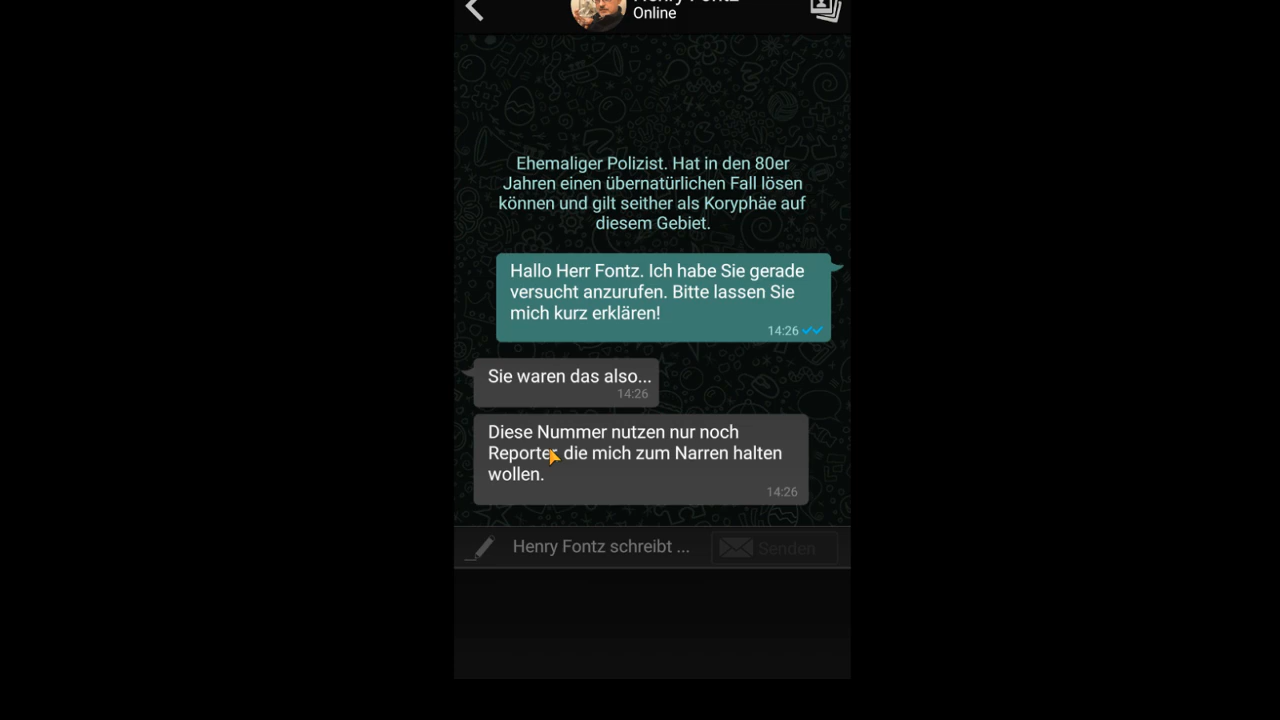 Henry Fontz
Online
Ehemaliger Polizist. Hat in den 80er
Jahren einen übernatürlichen Fall lösen
können und gilt seither als Koryphäe auf
diesem Gebiet.
Hallo Herr Fontz. Ich habe Sie gerade
versucht anzurufen. Bitte lassen Sie
mich kurz erklären!
14:26
Sie waren das also...
14:26
Diese Nummer nutzen nur noch
Reporter, die mich zum Narren halten
wollen.
14:26
Henry Fontz schreibt ...
Senden